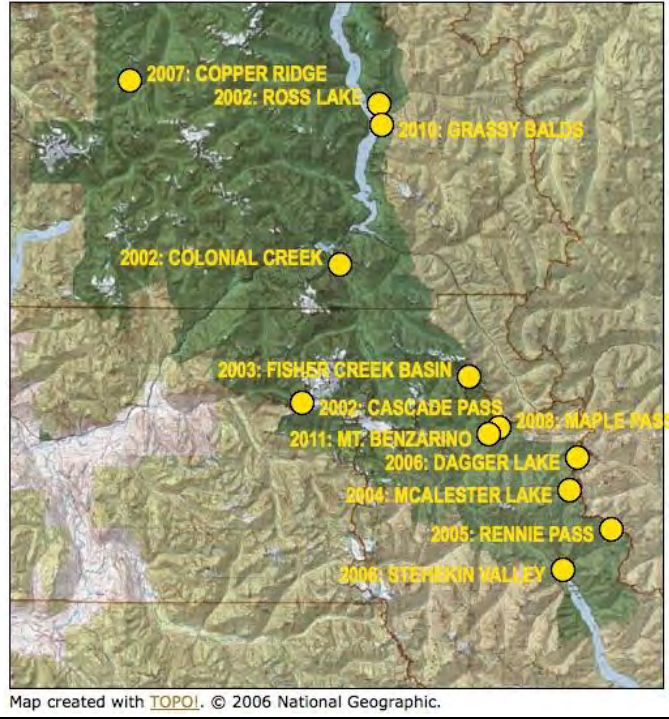 2007: COPPER RIDGE
2002: ROSS LAKE
2010: GRASSY BALDS
2002: COLONIAL CREEK
2003: FISHER CREEK BASIN
2002: CASCADE PASS
2008: MAPLE PASS
2011: MT. BENZARINO
2006: DAGGER LAKE
2004: MCALESTER LAKE
2005: RENNIE PASS
2006: STEHEKIN VALLEY
Map created with TOPO!. © 2006 National Geographic.